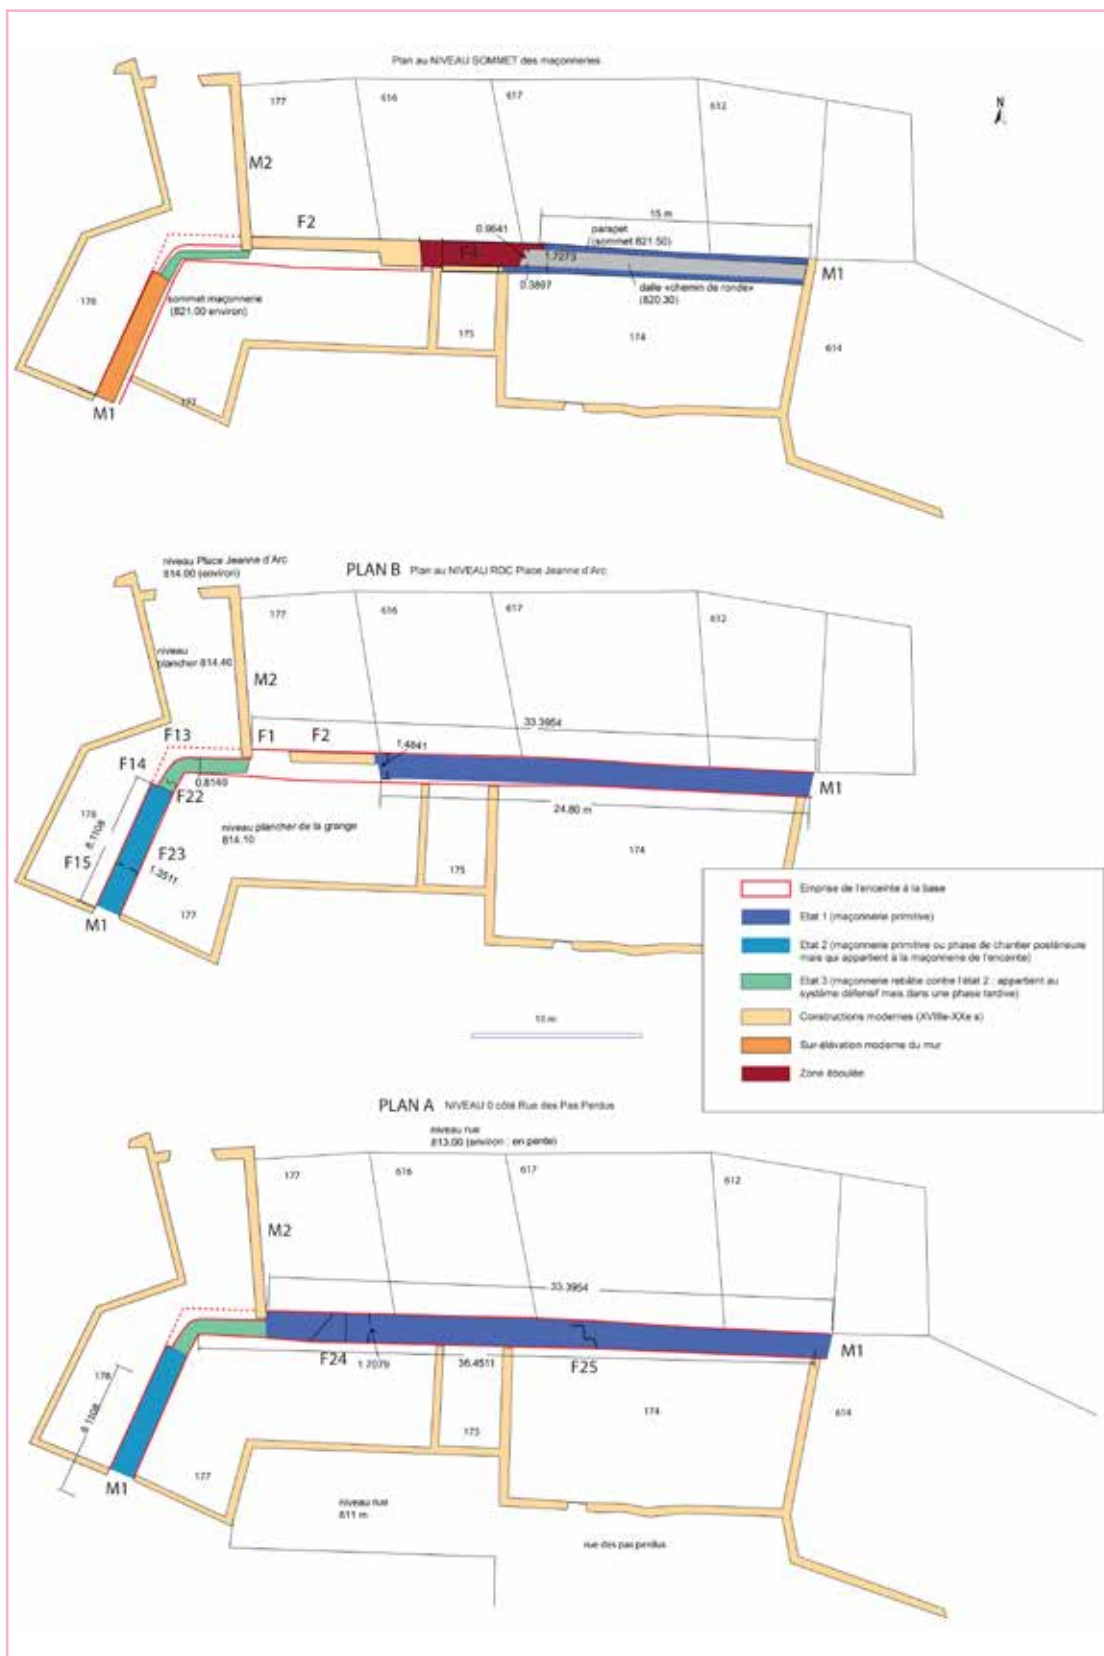 Plan au NIVEAU SOMMET des maçonneries
177
616
617
612
N
M2
F2
15 m
0.9641
parapet
(sommet 821.50)
F4
1.7273
M1
0.3897
dalle «chemin de ronde»
(820.30)
178
sommet maçonnerie
(821.00 environ)
175
174
614
177
M1
niveau Place Jeanne d'Arc
814.00 (environ)
PLAN B Plan au NIVEAU RDC Place Jeanne d'Arc
177
616
617
612
niveau
plancher 814.40
M2
33.3954
F13
F1
F2
1.4841
F14
0.8149
M1
F22
24.80 m
178
8.1108
niveau plancher de la grange
814.10
F15
F23
1.3511
175
174
177
M1
Emprise de l'enceinte à la base
Etat 1 (maçonnerie primitive)
Etat 2 (maçonnerie primitive ou phase de chantier postérieure
mais qui appartient à la maçonnerie de l'enceinte)
Etat 3 (maçonnerie rebâtie contre l'état 2 : appartient au
système défensif mais dans une phase tardive)
Constructions modernes (XVIIIe-XXe s)
Sur-élévation moderne du mur
Zone éboulée
10 m
PLAN A NIVEAU 0 côté Rue des Pas Perdus
niveau rue
813.00 (environ ; en pente)
177
616
617
612
M2
33.3954
F24
1.7079
36.4511
F25
M1
178
8.1108
175
174
614
177
M1
niveau rue
811 m
rue des pas perdus